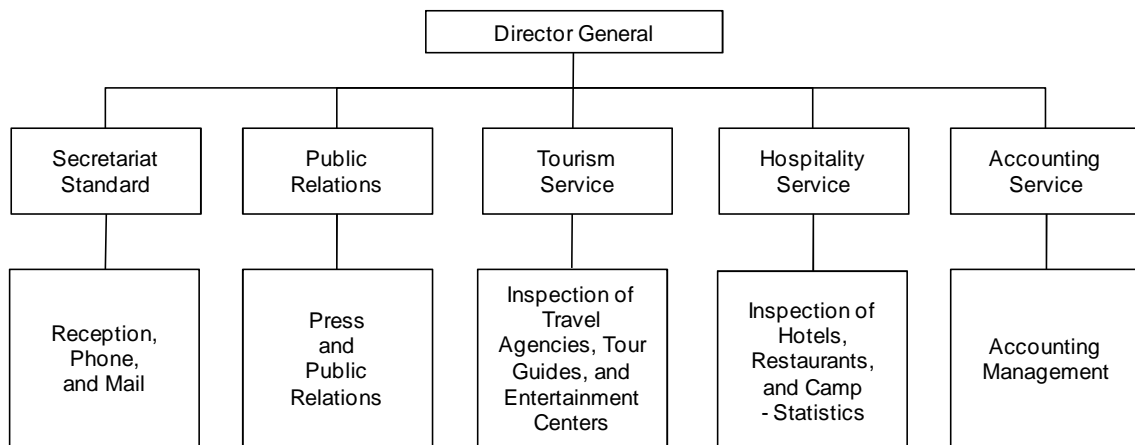 Director General
Secretariat
Standard
Public
Relations
Tourism
Service
Hospitality
Service
Accounting
Service
Reception,
Phone,
and Mail
Press
and
Public
Relations
Inspection of
Travel
Agencies, Tour
Guides, and
Entertainment
Centers
Inspection of
Hotels,
Restaurants,
and Camp
- Statistics
Accounting
Management